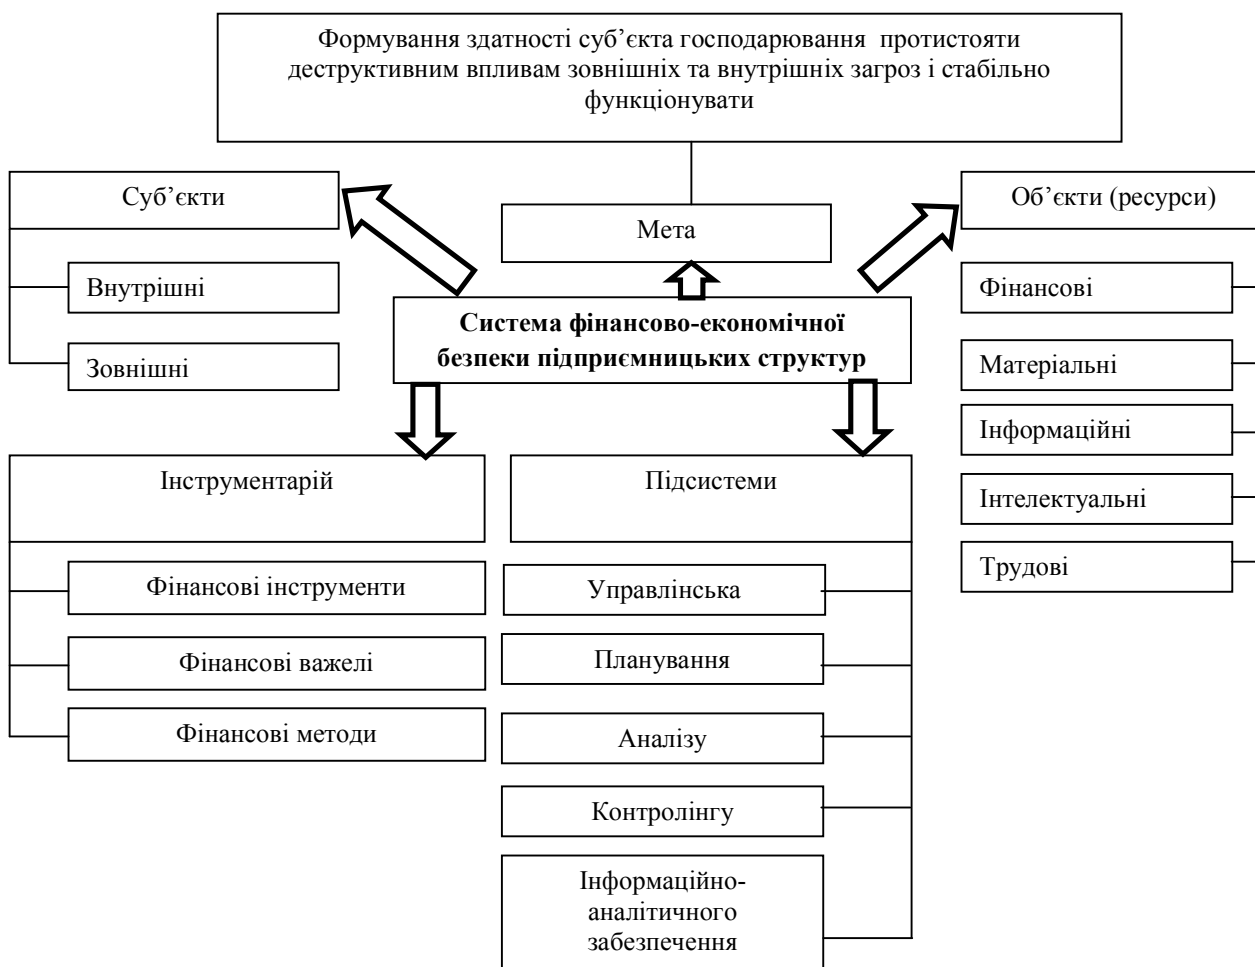 Формування здатності суб’єкта господарювання протистояти
деструктивним впливам зовнішніх та внутрішніх загроз і стабільно
функціонувати
Суб’єкти
Мета
Об’єкти (ресурси)
Внутрішні
Зовнішні
Система фінансово-економічної
безпеки підприємницьких структур
Фінансові
Матеріальні
Інформаційні
Інтелектуальні
Трудові
Інструментарій
Фінансові інструменти
Фінансові важелі
Фінансові методи
Підсистеми
Управлінська
Планування
Аналізу
Контролінгу
Інформаційно-
аналітичного
забезпечення